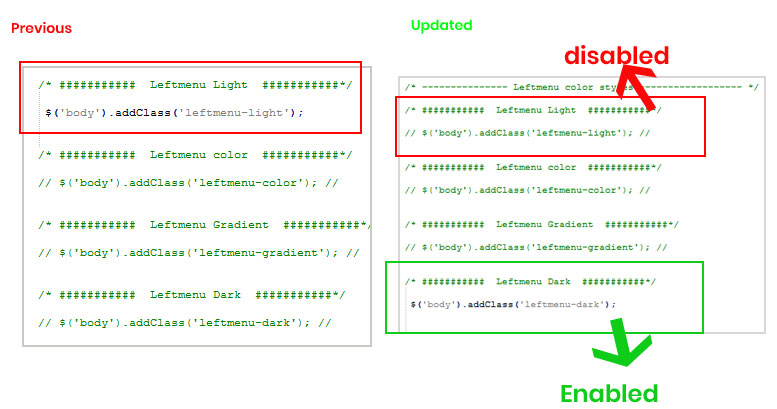 Previous
/* ########### Leftmenu Light ###########*/
$('body').addClass('leftmenu-light');
/* ########### Leftmenu color ###########*/
// $('body').addClass('leftmenu-color'); //
/* ########### Leftmenu Gradient ###########*/
// $('body').addClass('leftmenu-gradient'); //
/* ########### Leftmenu Dark ###########*/
// $('body').addClass('leftmenu-dark'); //
Updated
disabled
/* --------------- Leftmenu color styles ------------------ */
/* ########### Leftmenu Light ###########*/
// $('body').addClass('leftmenu-light'); //
/* ########### Leftmenu color ###########*/
// $('body').addClass('leftmenu-color'); //
/* ########### Leftmenu Gradient ###########*/
// $('body').addClass('leftmenu-gradient'); //
/* ########### Leftmenu Dark ###########*/
$('body').addClass('leftmenu-dark');
Enabled